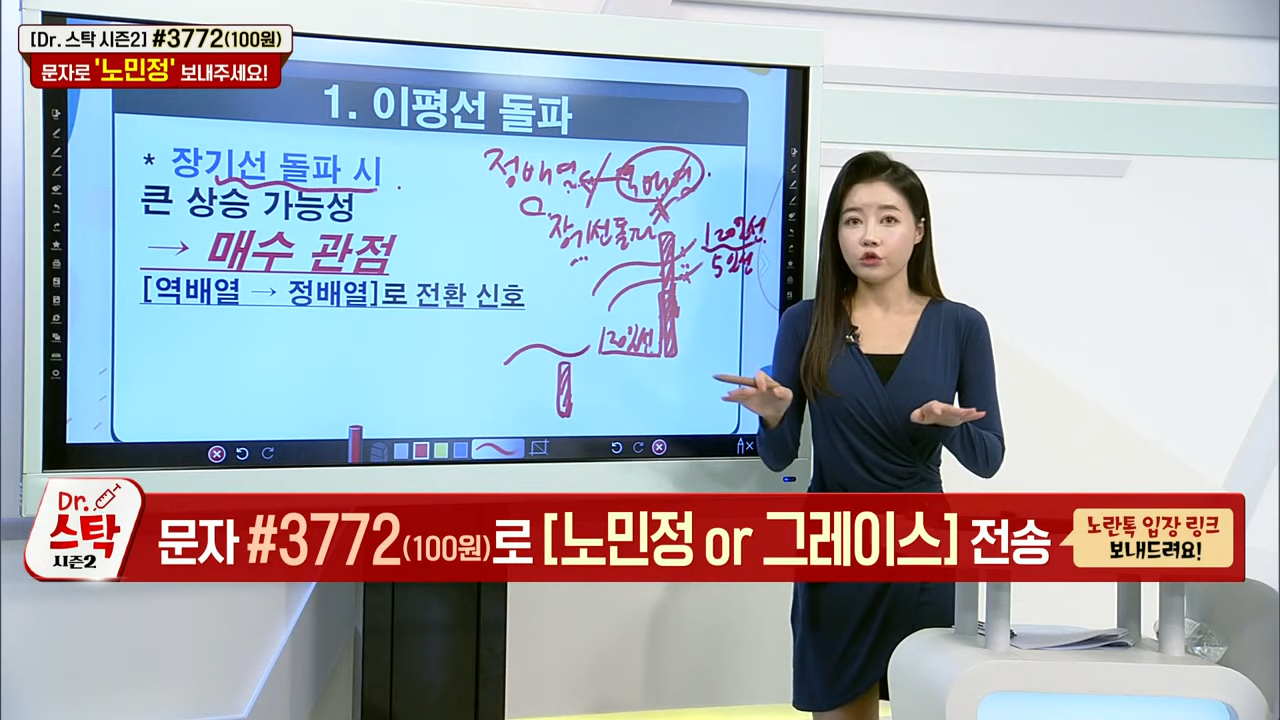 [Dr. 스탁 시즌2] #3772(100원)
문자로 '노민정' 보내주세요!
1. 이평선 돌파
* 장기선 돌파 시
큰 상승 가능성
→ 매수 관점
[역배열 → 정배열]로 전환 신호
정배열 ← 역배열
장기선돌파
120일선
5일선
120일선
Dr.
스탁
시즌2
문자 #3772(100원)로 [노민정 or 그레이스] 전송
노란톡 입장 링크
보내드려요!